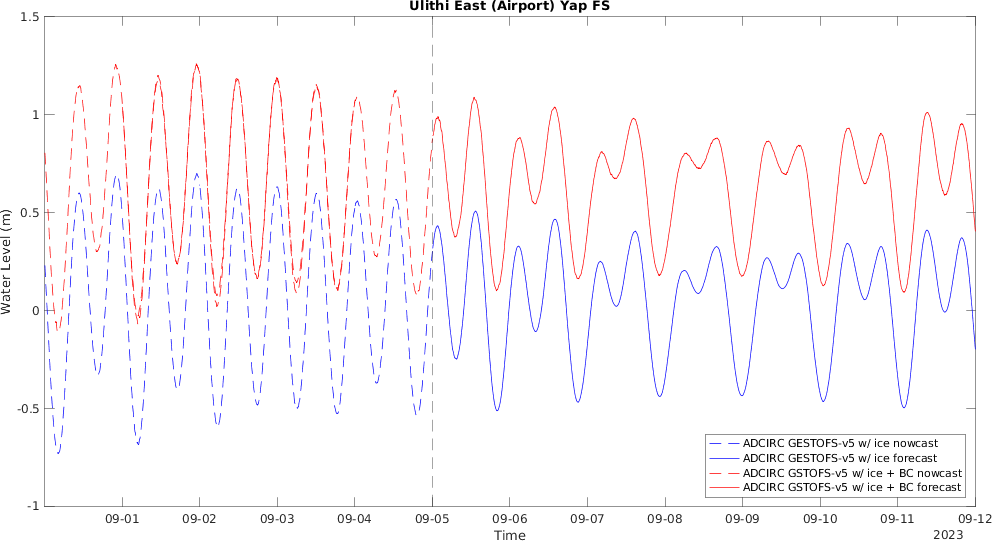 Ulithi East (Airport) Yap FS
1.5
1
0.5
0
-0.5
-1
Water Level (m)
ADCIRC GESTOFS-v5 w/ ice nowcast
ADCIRC GESTOFS-v5 w/ ice forecast
ADCIRC GSTOFS-v5 w/ ice + BC nowcast
ADCIRC GSTOFS-v5 w/ ice + BC forecast
09-01 09-02 09-03 09-04 09-05 09-06 09-07 09-08 09-09 09-10 09-11 09-12
Time
2023